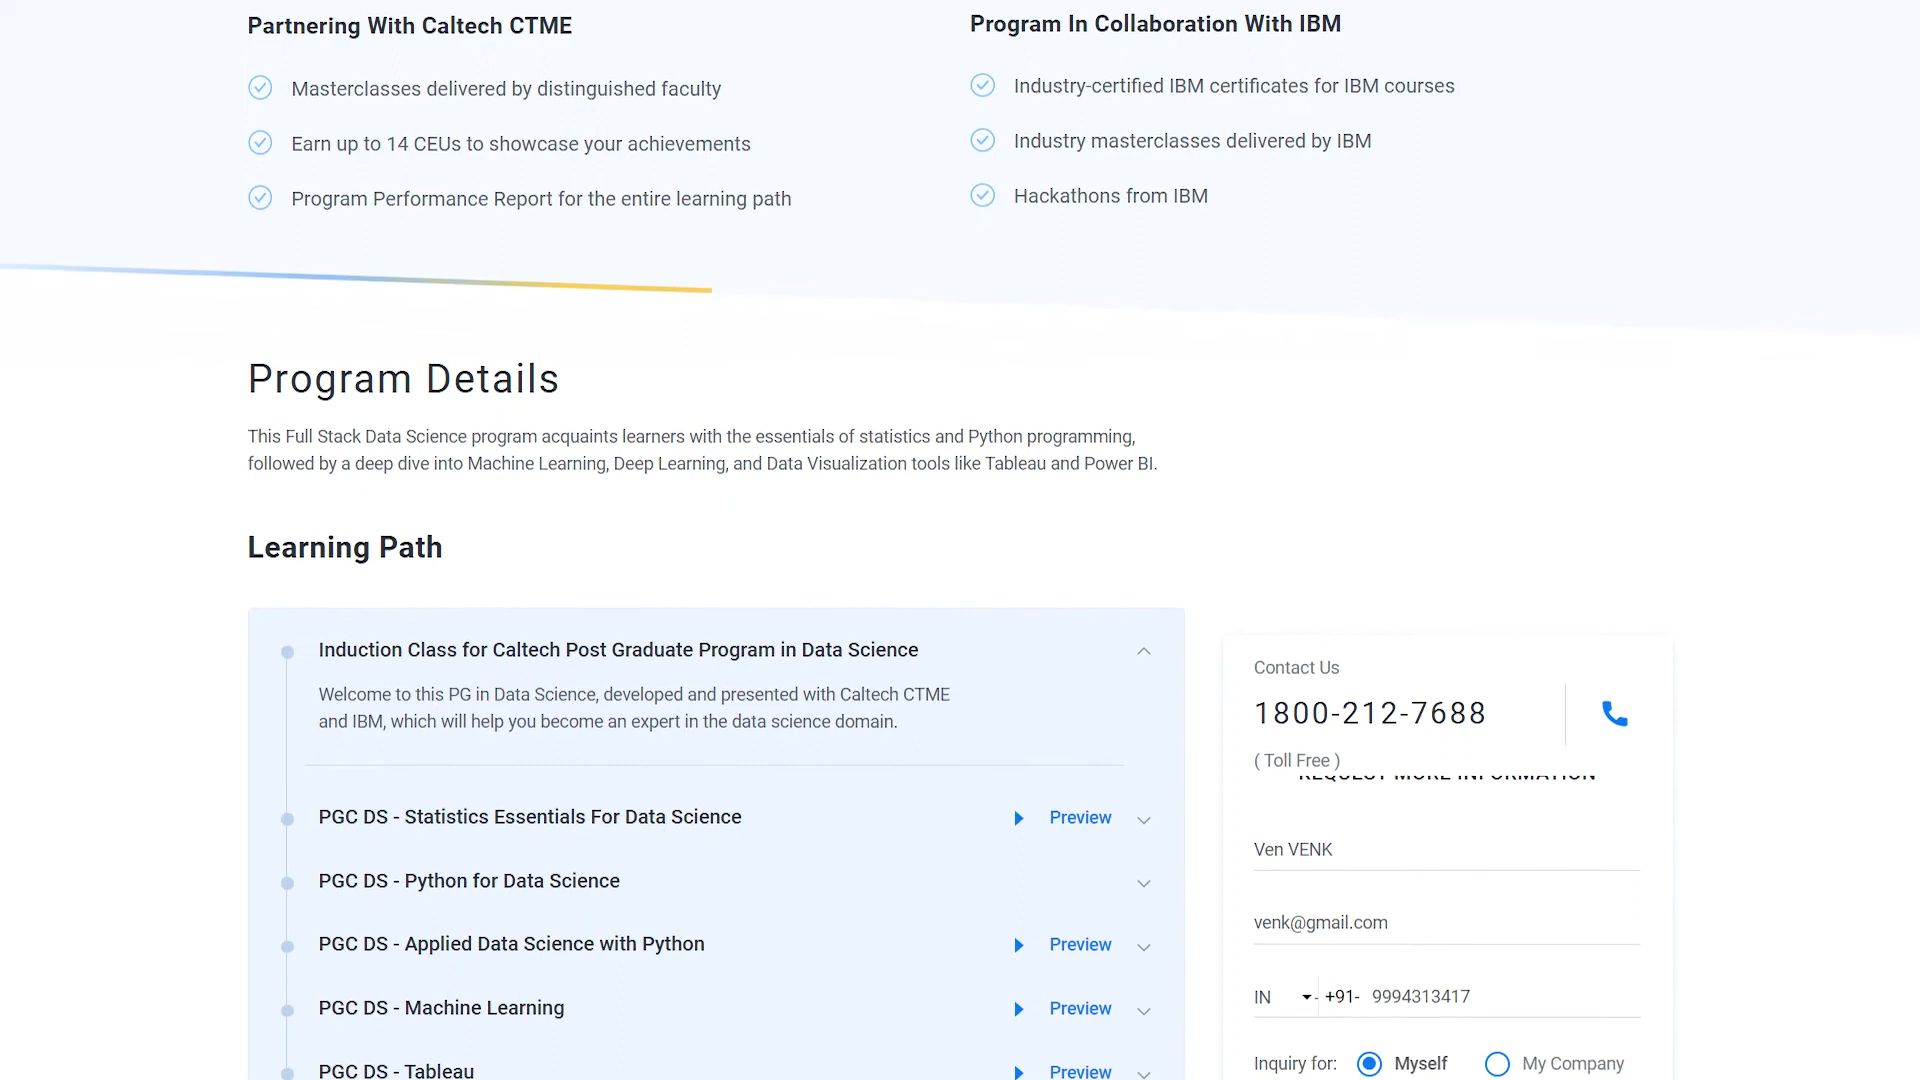 Partnering With Caltech CTME
Masterclasses delivered by distinguished faculty
Earn up to 14 CEUs to showcase your achievements
Program Performance Report for the entire learning path
Program In Collaboration With IBM
Industry-certified IBM certificates for IBM courses
Industry masterclasses delivered by IBM
Hackathons from IBM
Program Details
This Full Stack Data Science program acquaints learners with the essentials of statistics and Python programming,
followed by a deep dive into Machine Learning, Deep Learning, and Data Visualization tools like Tableau and Power BI.
Learning Path
Induction Class for Caltech Post Graduate Program in Data Science
Welcome to this PG in Data Science, developed and presented with Caltech CTME
and IBM, which will help you become an expert in the data science domain.
PGC DS - Statistics Essentials For Data Science Preview
PGC DS - Python for Data Science
PGC DS - Applied Data Science with Python Preview
PGC DS - Machine Learning Preview
PGC DS - Tableau Preview
Contact Us
1800-212-7688
( Toll Free )
REQUEST MORE INFORMATION
Ven VENK
venk@gmail.com
IN +91- 9994313417
Inquiry for: Myself My Company